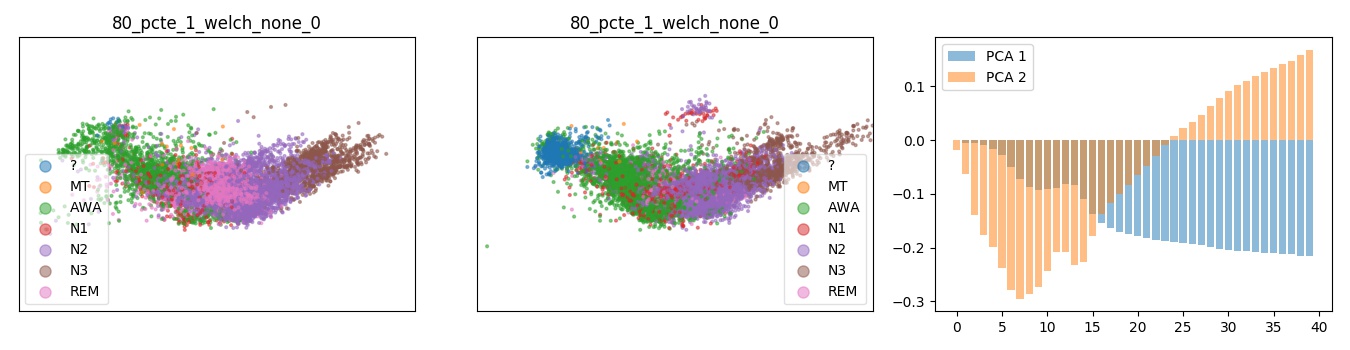 80_pcte_1_welch_none_0
?
MT
AWA
N1
N2
N3
REM
80_pcte_1_welch_none_0
?
MT
AWA
N1
N2
N3
REM
PCA 1
PCA 2
0.1
0.0
−0.1
−0.2
−0.3
0 5 10 15 20 25 30 35 40